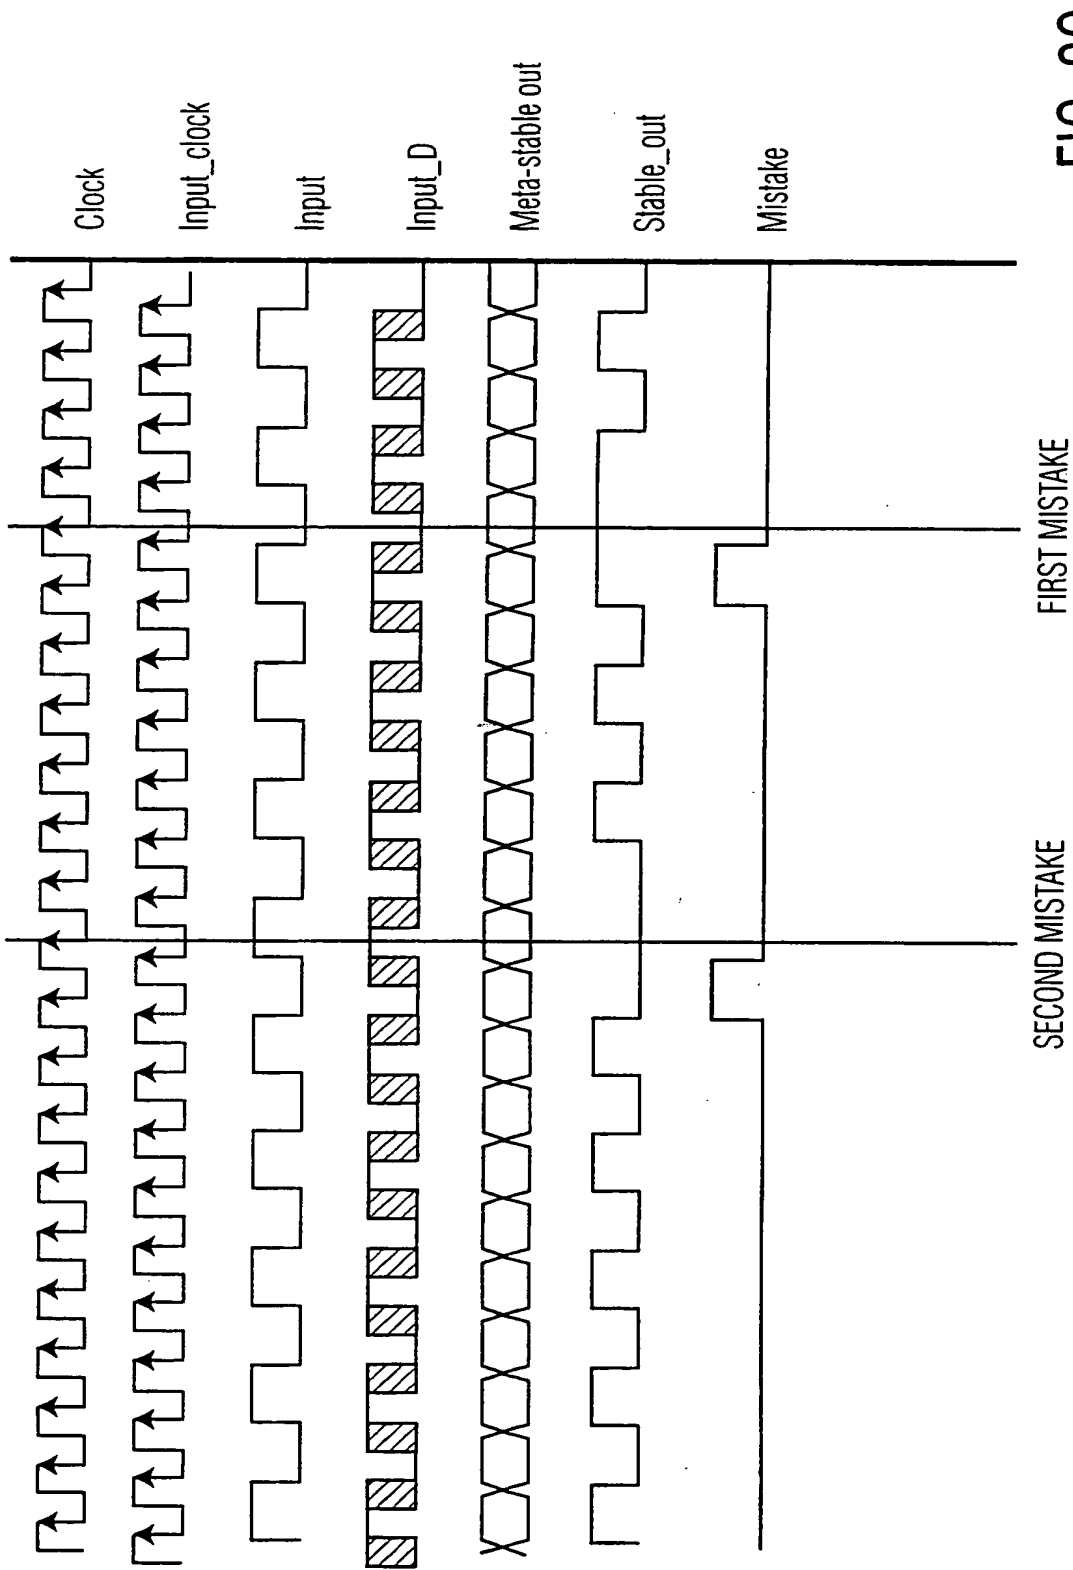 Clock
Input_clock
Input
Input_D
Meta-stable out
Stable_out
Mistake
FIRST MISTAKE
SECOND MISTAKE